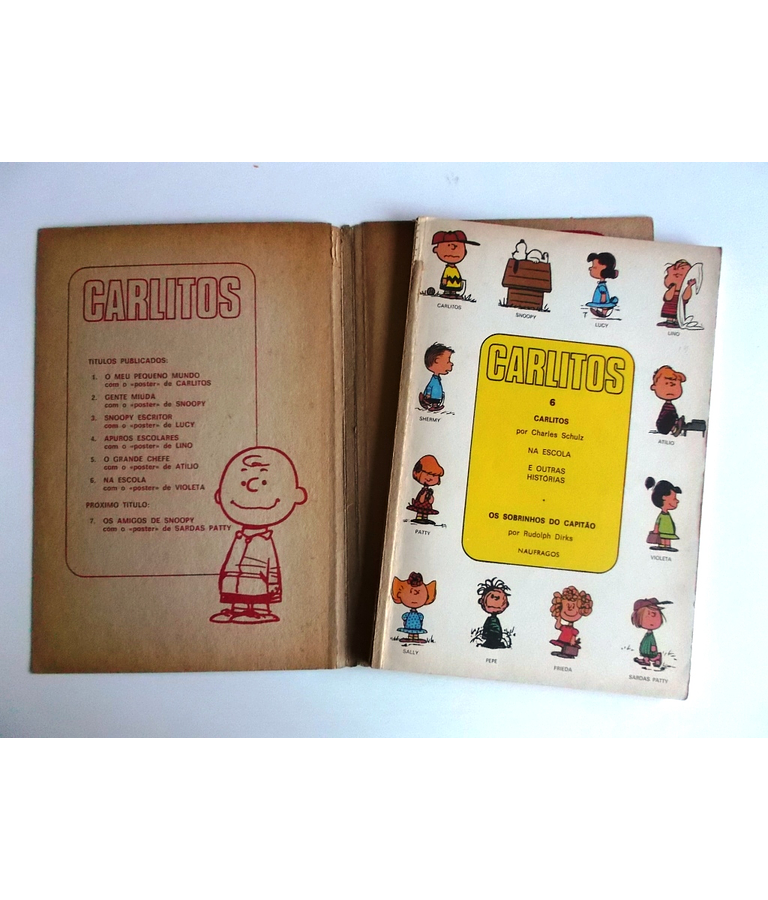 CARLITOS
TITULOS PUBLICADOS:
1. O MEU PEQUENO MUNDO
com o «poster» de CARLITOS
2. GENTE MIUDA
com o «poster» de SNOOPY
3. SNOOPY ESCRITOR
com o «poster» de LUCY
4. APUROS ESCOLARES
com o «poster» de LINO
5. O GRANDE CHEFE
com o «poster» de ATILIO
6. NA ESCOLA
com o «poster» de VIOLETA
PRÓXIMO TITULO:
7. OS AMIGOS DE SNOOPY
com o «poster» de SARDAS PATTY
CARLITOS
SNOOPY
LUCY
LINO
SHERMY
ATILIO
PATTY
VIOLETA
SALLY
PEPE
FRIEDA
SARDAS PATTY
CARLITOS
6
CARLITOS
por Charles Schulz
NA ESCOLA
E OUTRAS
HISTORIAS
OS SOBRINHOS DO CAPITÃO
por Rudolph Dirks
NAUFRAGOS